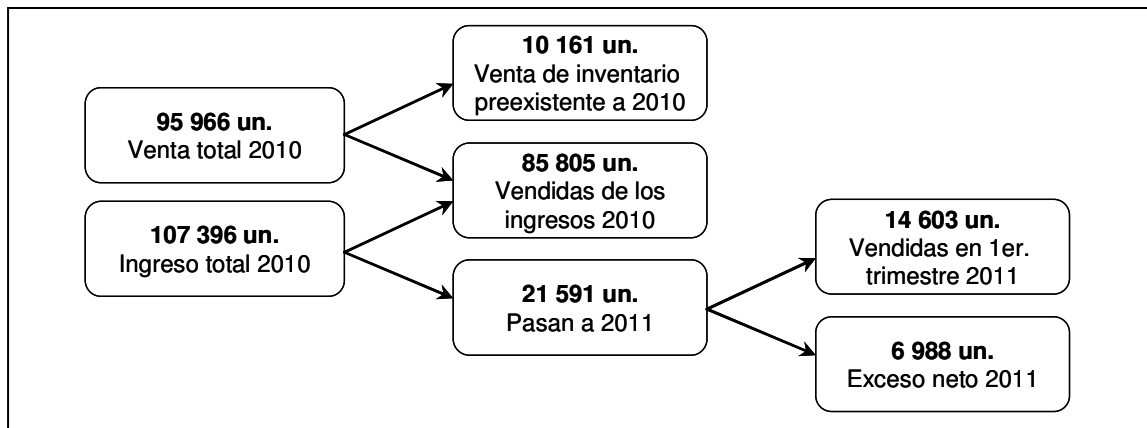 95 966 un.
Venta total 2010
107 396 un.
Ingreso total 2010
10 161 un.
Venta de inventario
preexistente a 2010
85 805 un.
Vendidas de los
ingresos 2010
21 591 un.
Pasan a 2011
14 603 un.
Vendidas en 1er.
trimestre 2011
6 988 un.
Exceso neto 2011